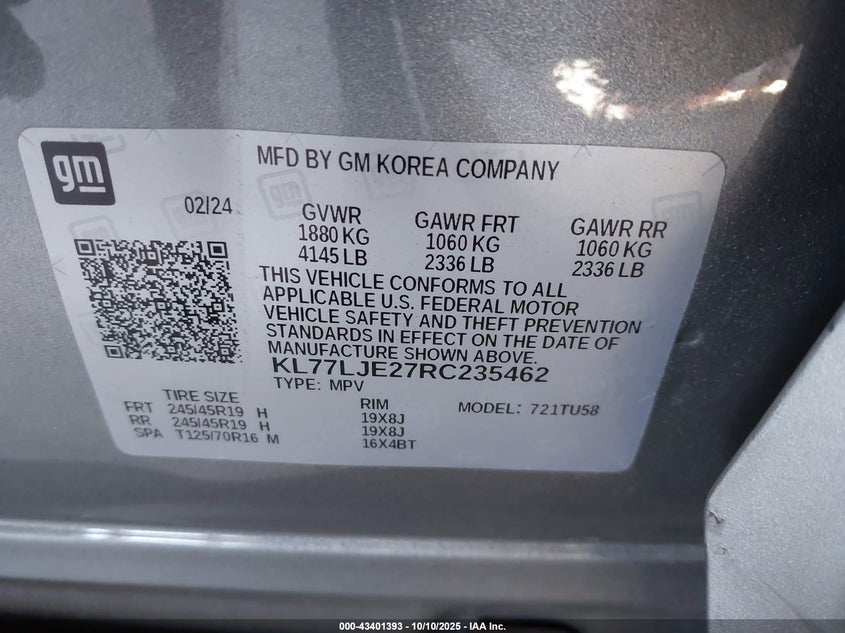 gm
MFD BY GM KOREA COMPANY
02/24
GVWR GAWR FRT GAWR RR
1880 KG 1060 KG 1060 KG
4145 LB 2336 LB 2336 LB
THIS VEHICLE CONFORMS TO ALL
APPLICABLE U.S. FEDERAL MOTOR
VEHICLE SAFETY AND THEFT PREVENTION
STANDARDS IN EFFECT ON THE DATE OF
MANUFACTURE SHOWN ABOVE.
KL77LJE27RC235462
TYPE: MPV
TIRE SIZE RIM MODEL: 721TU58
FRT 245/45R19 H 19X8J
RR 245/45R19 H 19X8J
SPA T125/70R16 M 16X4BT
000-43401393 - 10/10/2025 - IAA Inc.